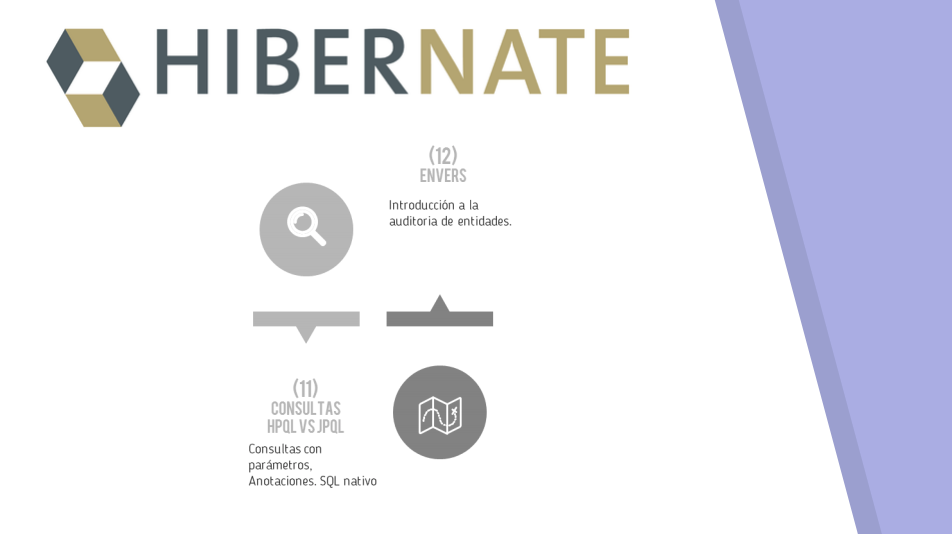 HIBERNATE
(12)
ENVERS
Introducción a la
auditoria de entidades.
(11)
CONSULTAS
HPQL VS JPQL
Consultas con
parámetros,
Anotaciones. SQL nativo